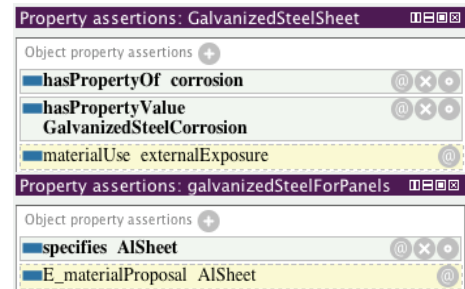 Property assertions: GalvanizedSteelSheet
Object property assertions
hasPropertyOf corrosion
hasPropertyValue
GalvanizedSteelCorrosion
materialUse externalExposure
Property assertions: galvanizedSteelForPanels
Object property assertions
specifies AlSheet
E_materialProposal AlSheet